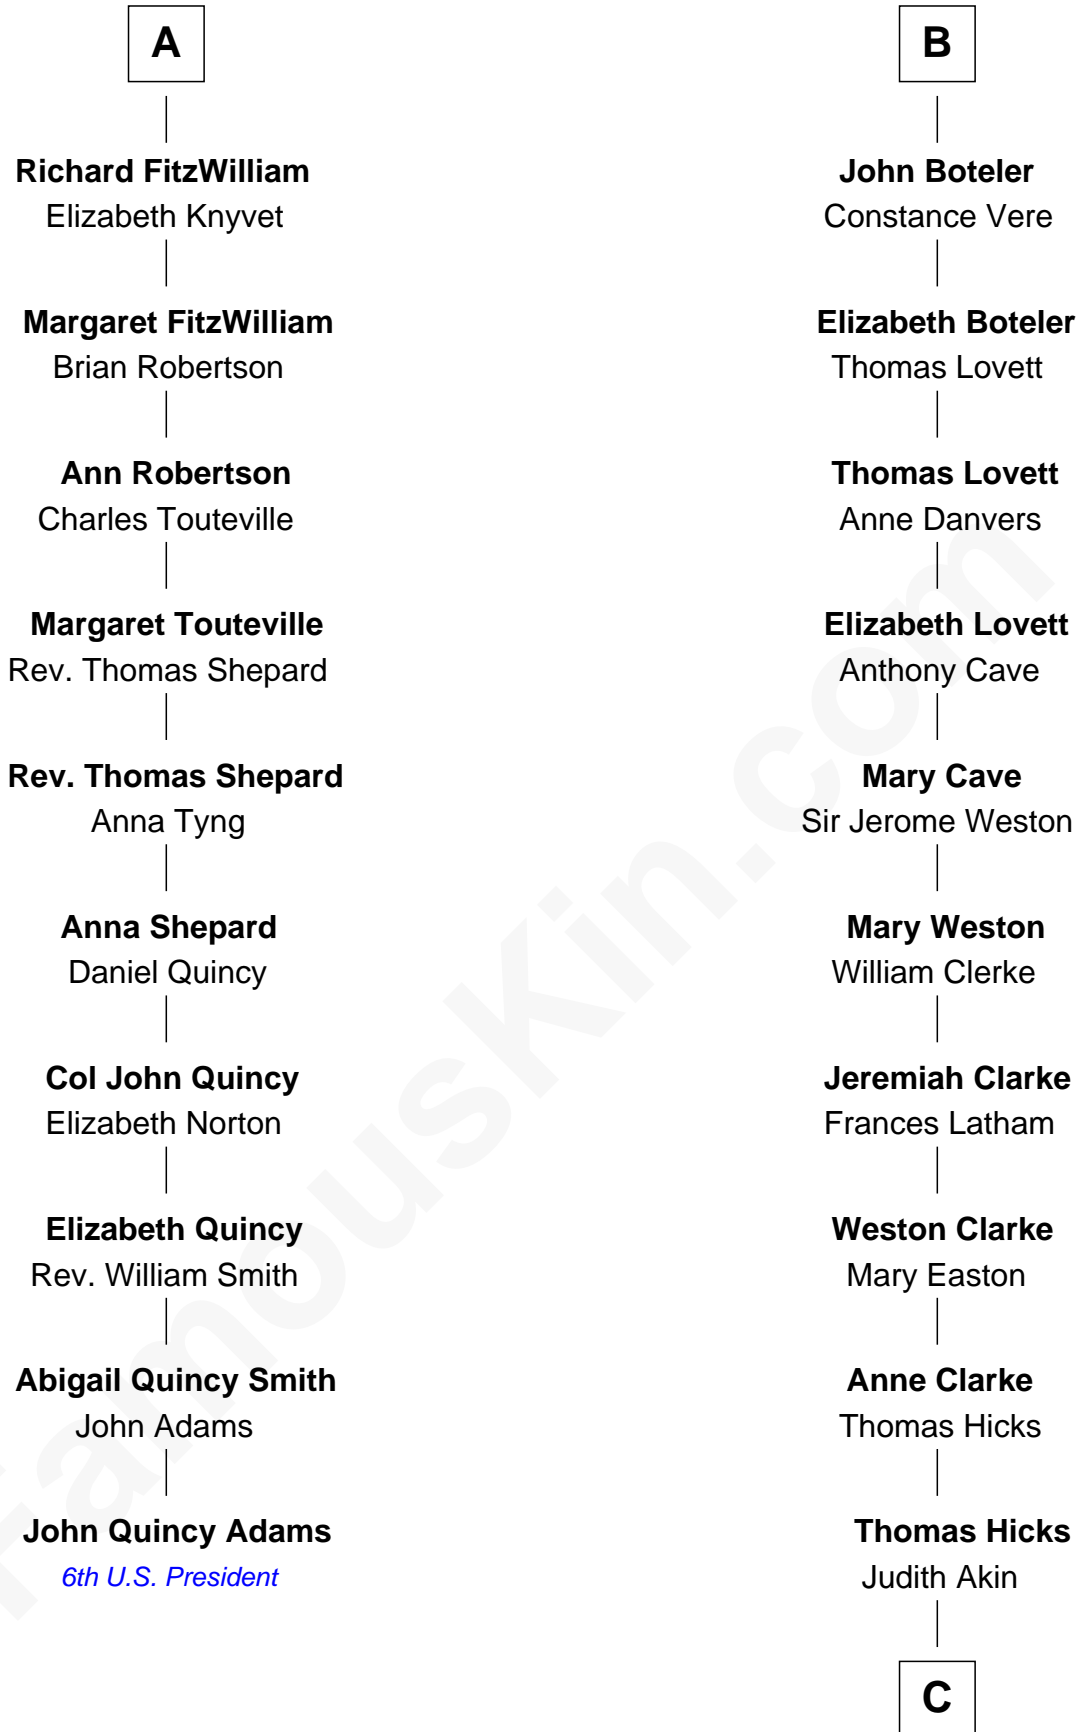 A
Richard FitzWilliam
Elizabeth Knyvet
Margaret FitzWilliam
Brian Robertson
Ann Robertson
Charles Touteville
Margaret Touteville
Rev. Thomas Shepard
Rev. Thomas Shepard
Anna Tyng
Anna Shepard
Daniel Quincy
Col John Quincy
Elizabeth Norton
Elizabeth Quincy
Rev. William Smith
Abigail Quincy Smith
John Adams
John Quincy Adams
6th U.S. President
B
John Boteler
Constance Vere
Elizabeth Boteler
Thomas Lovett
Thomas Lovett
Anne Danvers
Elizabeth Lovett
Anthony Cave
Mary Cave
Sir Jerome Weston
Mary Weston
William Clerke
Jeremiah Clarke
Frances Latham
Weston Clarke
Mary Easton
Anne Clarke
Thomas Hicks
Thomas Hicks
Judith Akin
C
FamousKin.com